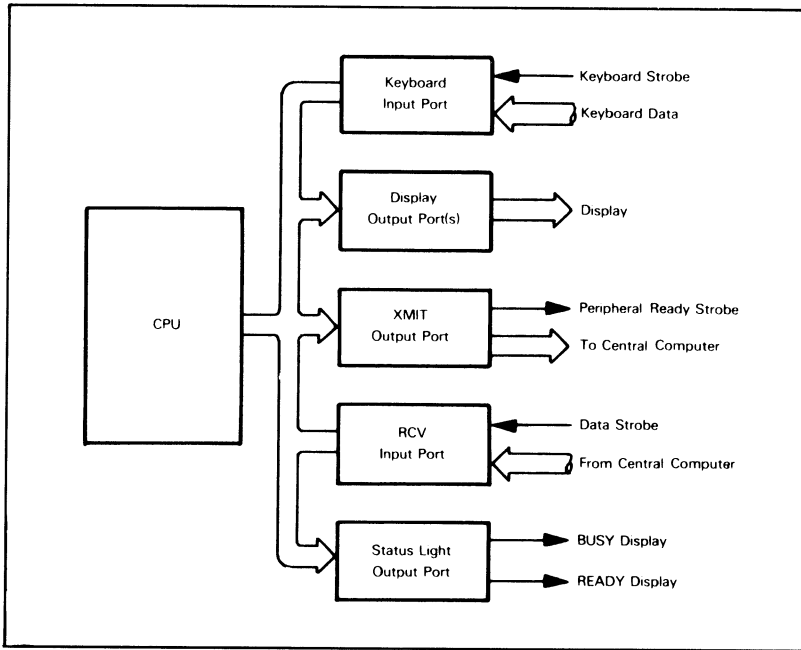 Keyboard
Input Port
Keyboard Strobe
Keyboard Data
Display
Output Port(s)
Display
CPU
XMIT
Output Port
Peripheral Ready Strobe
To Central Computer
RCV
Input Port
Data Strobe
From Central Computer
Status Light
Output Port
BUSY Display
READY Display